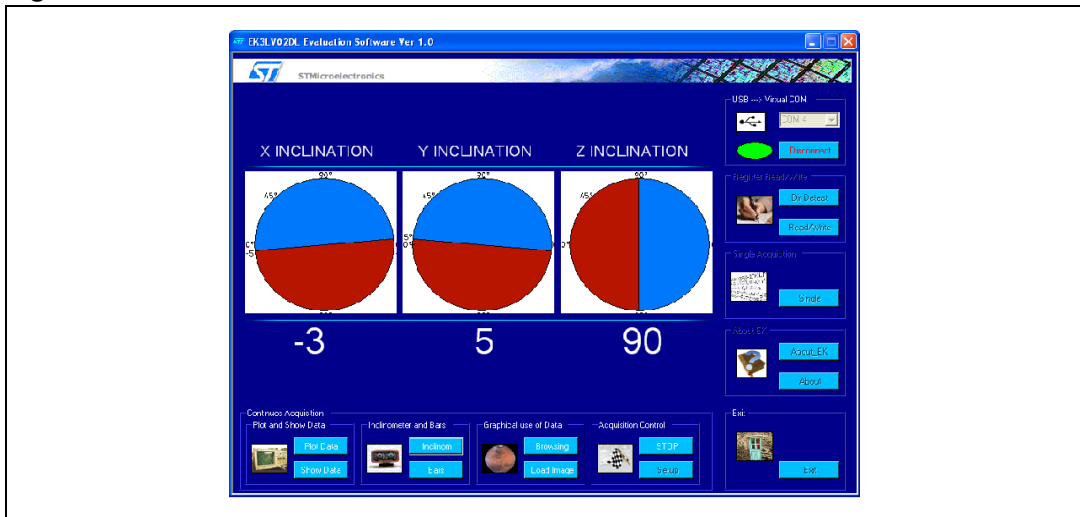 EK3LV02DL Evaluation Software Ver 1.0
ST
STMicroelectronics
X INCLINATION
Y INCLINATION
Z INCLINATION
90°
45°
-3
5
90
USB ---> Virtual COM
COM 4
Disconnect
Register Read/Write
Dir Detect
Read/Write
Single Acquisition
Single
About EK
About_EK
About
Continuos Acquisition
Plot and Show Data
Plot Data
Show Data
Inclinometer and Bars
Inclinom
Bars
Graphical use of Data
Browsing
Load Image
Acquisition Control
STOP
Setup
Exit
Exit